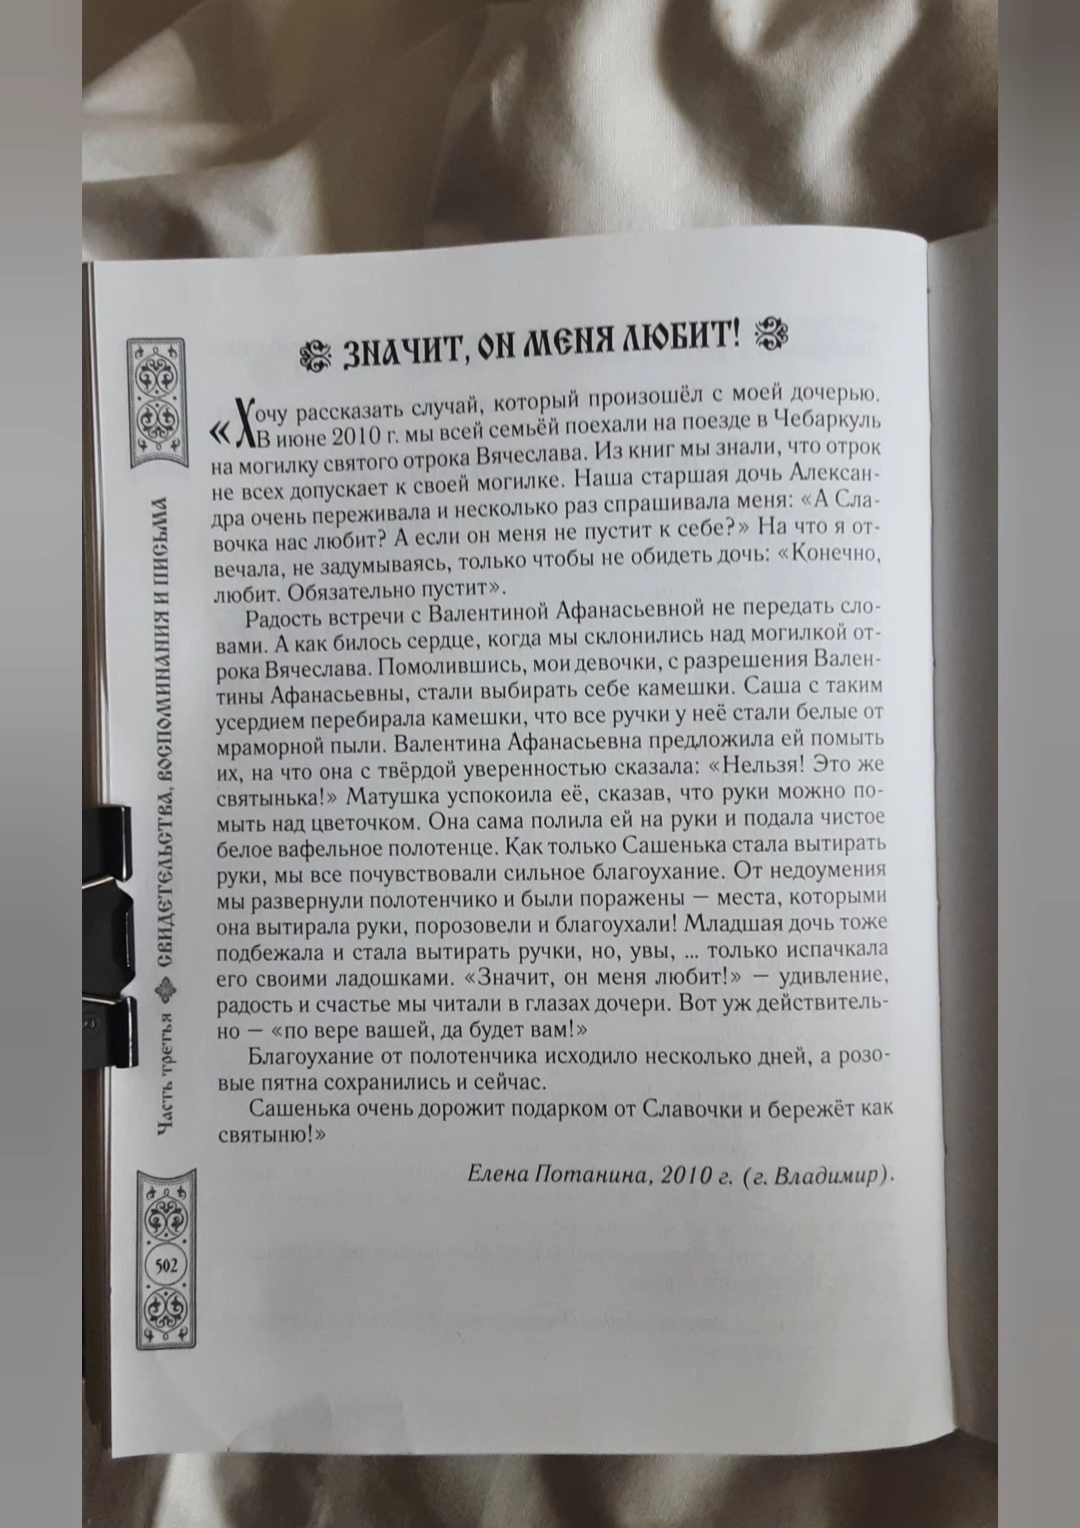 ЗНАЧИТ, ОН МЕНЯ ЛЮБИТ!
«Хочу рассказать случай, который произошёл с моей дочерью.
В июне 2010 г. мы всей семьёй поехали на поезде в Чебаркуль
на могилку святого отрока Вячеслава. Из книг мы знали, что отрок
не всех допускает к своей могилке. Наша старшая дочь Алексан-
дра очень переживала и несколько раз спрашивала меня: «А Сла-
вочка нас любит? А если он меня не пустит к себе?» На что я от-
вечала, не задумываясь, только чтобы не обидеть дочь: «Конечно,
любит. Обязательно пустит».
Радость встречи с Валентиной Афанасьевной не передать сло-
вами. А как билось сердце, когда мы склонились над могилкой от-
рока Вячеслава. Помолившись, мои девочки, с разрешения Вален-
тины Афанасьевны, стали выбирать себе камешки. Саша с таким
усердием перебирала камешки, что все ручки у неё стали белые от
мраморной пыли. Валентина Афанасьевна предложила ей помыть
их, на что она с твёрдой уверенностью сказала: «Нельзя! Это же
святынька!» Матушка успокоила её, сказав, что руки можно по-
мыть над цветочком. Она сама полила ей на руки и подала чистое
белое вафельное полотенце. Как только Сашенька стала вытирать
руки, мы все почувствовали сильное благоухание. От недоумения
мы развернули полотенчико и были поражены — места, которыми
она вытирала руки, порозовели и благоухали! Младшая дочь тоже
подбежала и стала вытирать ручки, но, увы, ... только испачкала
его своими ладошками. «Значит, он меня любит!» — удивление,
радость и счастье мы читали в глазах дочери. Вот уж действитель-
но — «по вере вашей, да будет вам!»
Благоухание от полотенчика исходило несколько дней, а розо-
вые пятна сохранились и сейчас.
Сашенька очень дорожит подарком от Славочки и бережёт как
святыню!»
Елена Потанина, 2010 г. (г. Владимир).
Часть третья СВИДЕТЕЛЬСТВА, ВОСПОМИНАНИЯ И ПИСЬМА
502